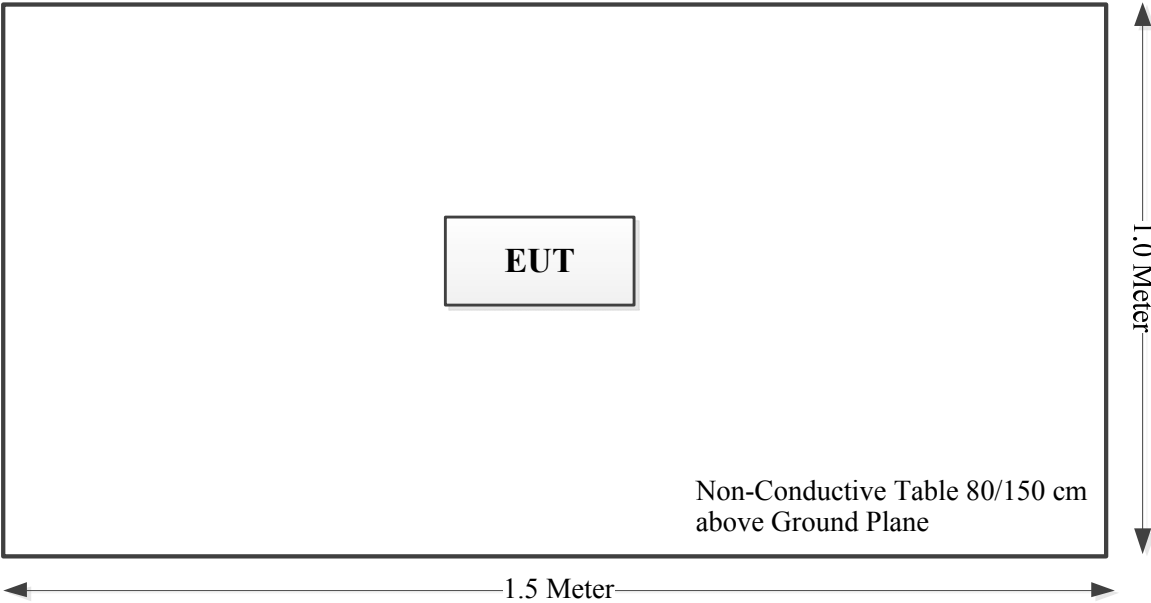 EUT
1.0 Meter
Non-Conductive Table 80/150 cm
above Ground Plane
1.5 Meter